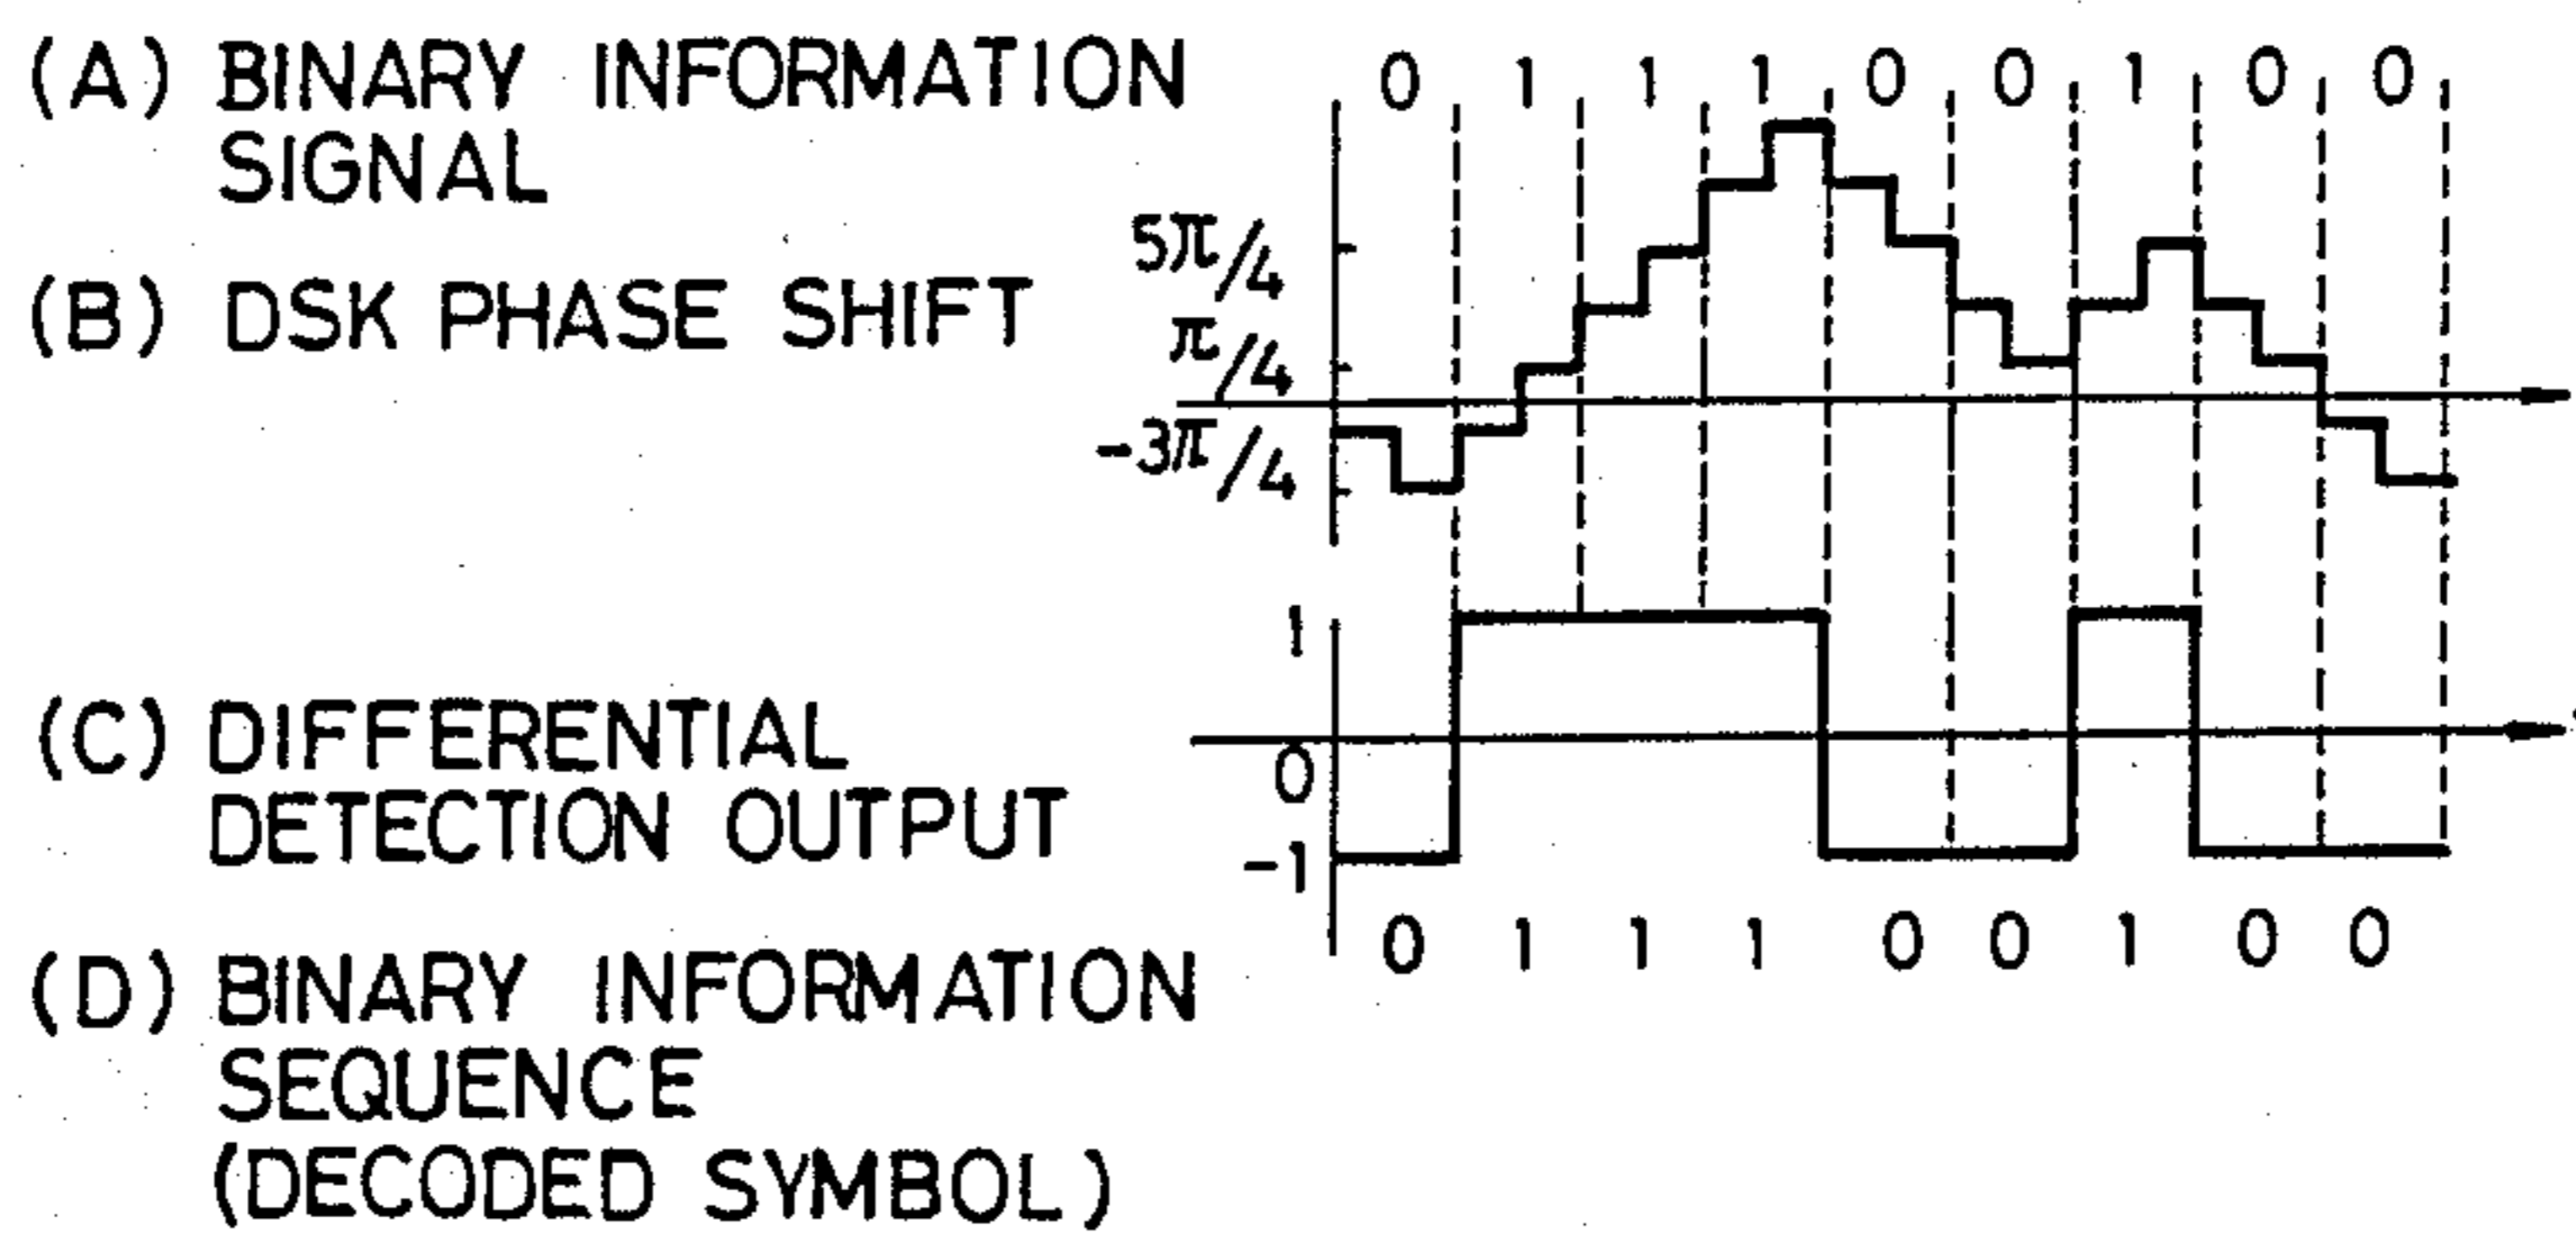 (A) BINARY INFORMATION
SIGNAL
0 1 1 1 0 0 1 0 0
(B) DSK PHASE SHIFT
5π/4
π/4
-3π/4
(C) DIFFERENTIAL
DETECTION OUTPUT
1
0
-1
(D) BINARY INFORMATION
SEQUENCE
(DECODED SYMBOL)
0 1 1 1 0 0 1 0 0